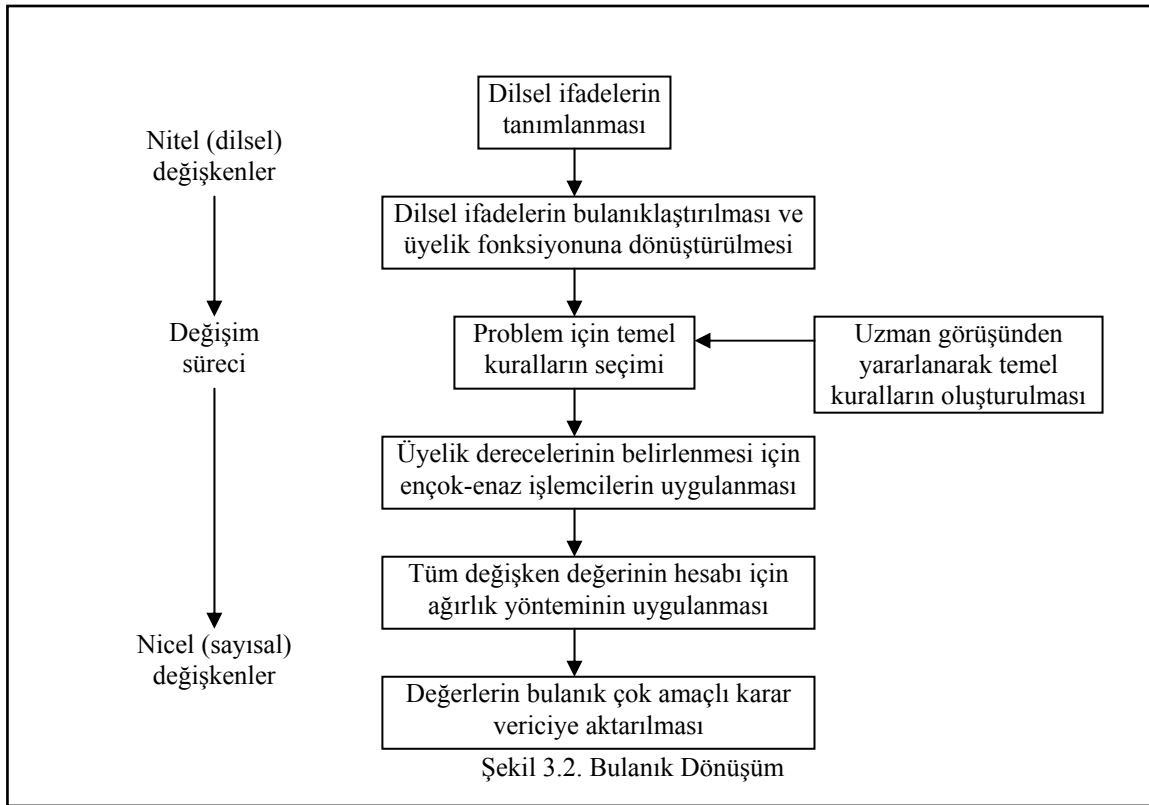 Dilsel ifadelerin
tanımlanması
Nitel (dilsel)
değişkenler
Dilsel ifadelerin bulanıklaştırılması ve
üyelik fonksiyonuna dönüştürülmesi
Değişim
süreci
Problem için temel
kuralların seçimi
Uzman görüşünden
yararlanarak temel
kuralların oluşturulması
Üyelik derecelerinin belirlenmesi için
ençok-enaz işlemcilerin uygulanması
Tüm değişken değerinin hesabı için
ağırlık yönteminin uygulanması
Nicel (sayısal)
değişkenler
Değerlerin bulanık çok amaçlı karar
vericiye aktarılması
Şekil 3.2. Bulanık Dönüşüm